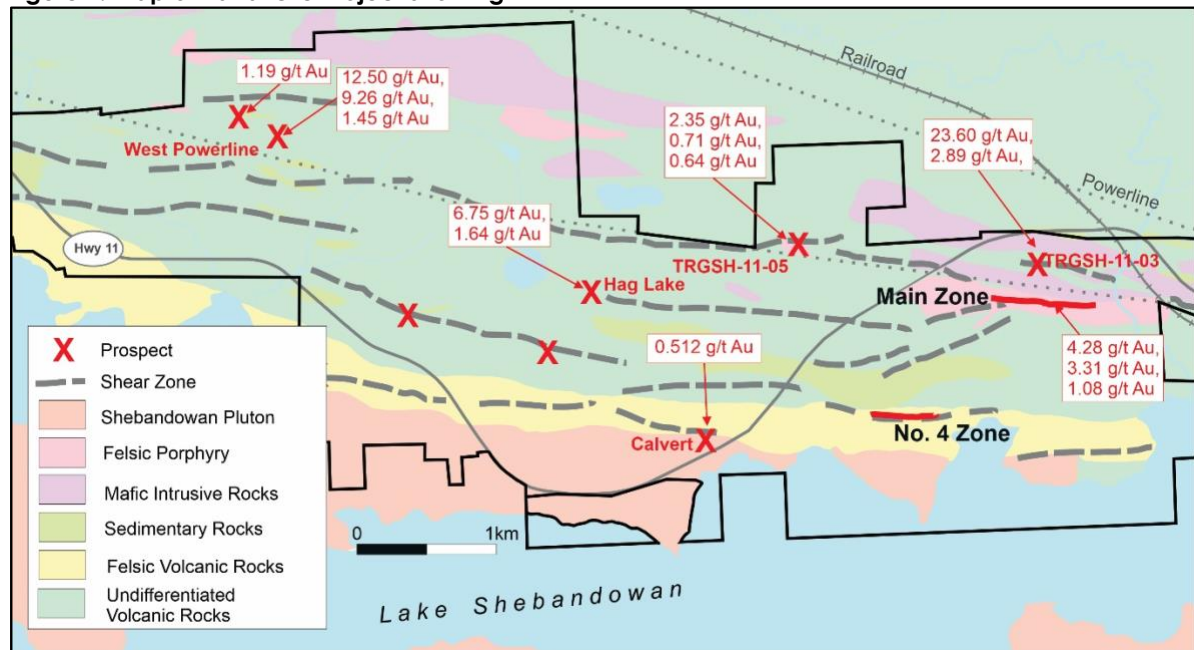 Railroad
1.19 g/t Au
12.50 g/t Au,
9.26 g/t Au,
1.45 g/t Au
2.35 g/t Au,
0.71 g/t Au,
0.64 g/t Au
23.60 g/t Au,
2.89 g/t Au,
West Powerline
Powerline
6.75 g/t Au,
1.64 g/t Au
Hwy 11
TRGSH-11-05
TRGSH-11-03
Hag Lake
Main Zone
0.512 g/t Au
4.28 g/t Au,
3.31 g/t Au,
1.08 g/t Au
Calvert
No. 4 Zone
Prospect
Shear Zone
Shebandowan Pluton
Felsic Porphyry
Mafic Intrusive Rocks
Sedimentary Rocks
Felsic Volcanic Rocks
Undifferentiated
Volcanic Rocks
0 1km
Lake Shebandowan